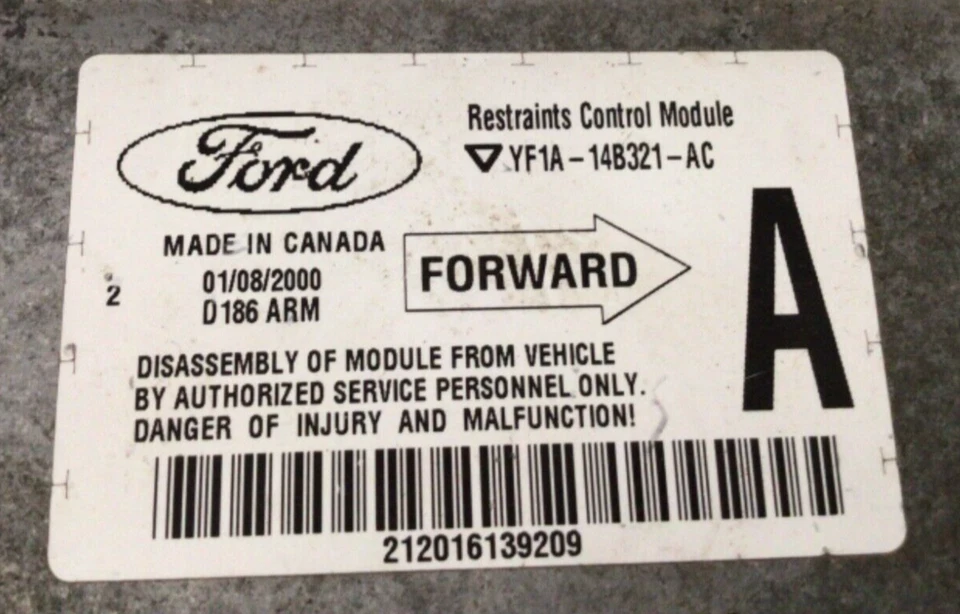 Ford
Restraints Control Module
YF1A-14B321-AC
MADE IN CANADA
01/08/2000
D186 ARM
2
FORWARD
A
DISASSEMBLY OF MODULE FROM VEHICLE
BY AUTHORIZED SERVICE PERSONNEL ONLY.
DANGER OF INJURY AND MALFUNCTION!
212016139209